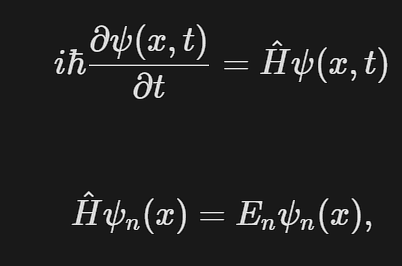 iℏ ∂ψ(x, t)/∂t = Ĥψ(x, t)
Ĥψₙ(x) = Eₙψₙ(x),